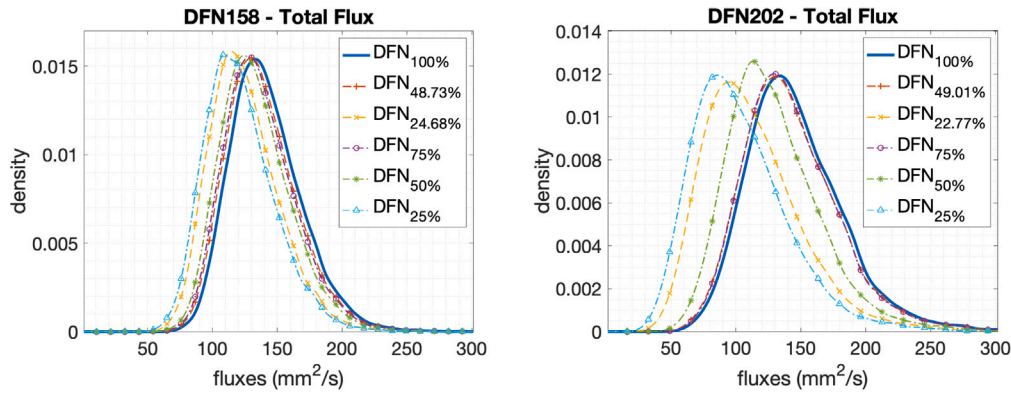 DFN158 - Total Flux
0.015
0.01
0.005
0
density
50
100
150
200
250
300
fluxes (mm²/s)
DFN100%
DFN48.73%
DFN24.68%
DFN75%
DFN50%
DFN25%
DFN202 - Total Flux
0.014
0.012
0.01
0.008
0.006
0.004
0.002
0
density
50
100
150
200
250
300
fluxes (mm²/s)
DFN100%
DFN49.01%
DFN22.77%
DFN75%
DFN50%
DFN25%